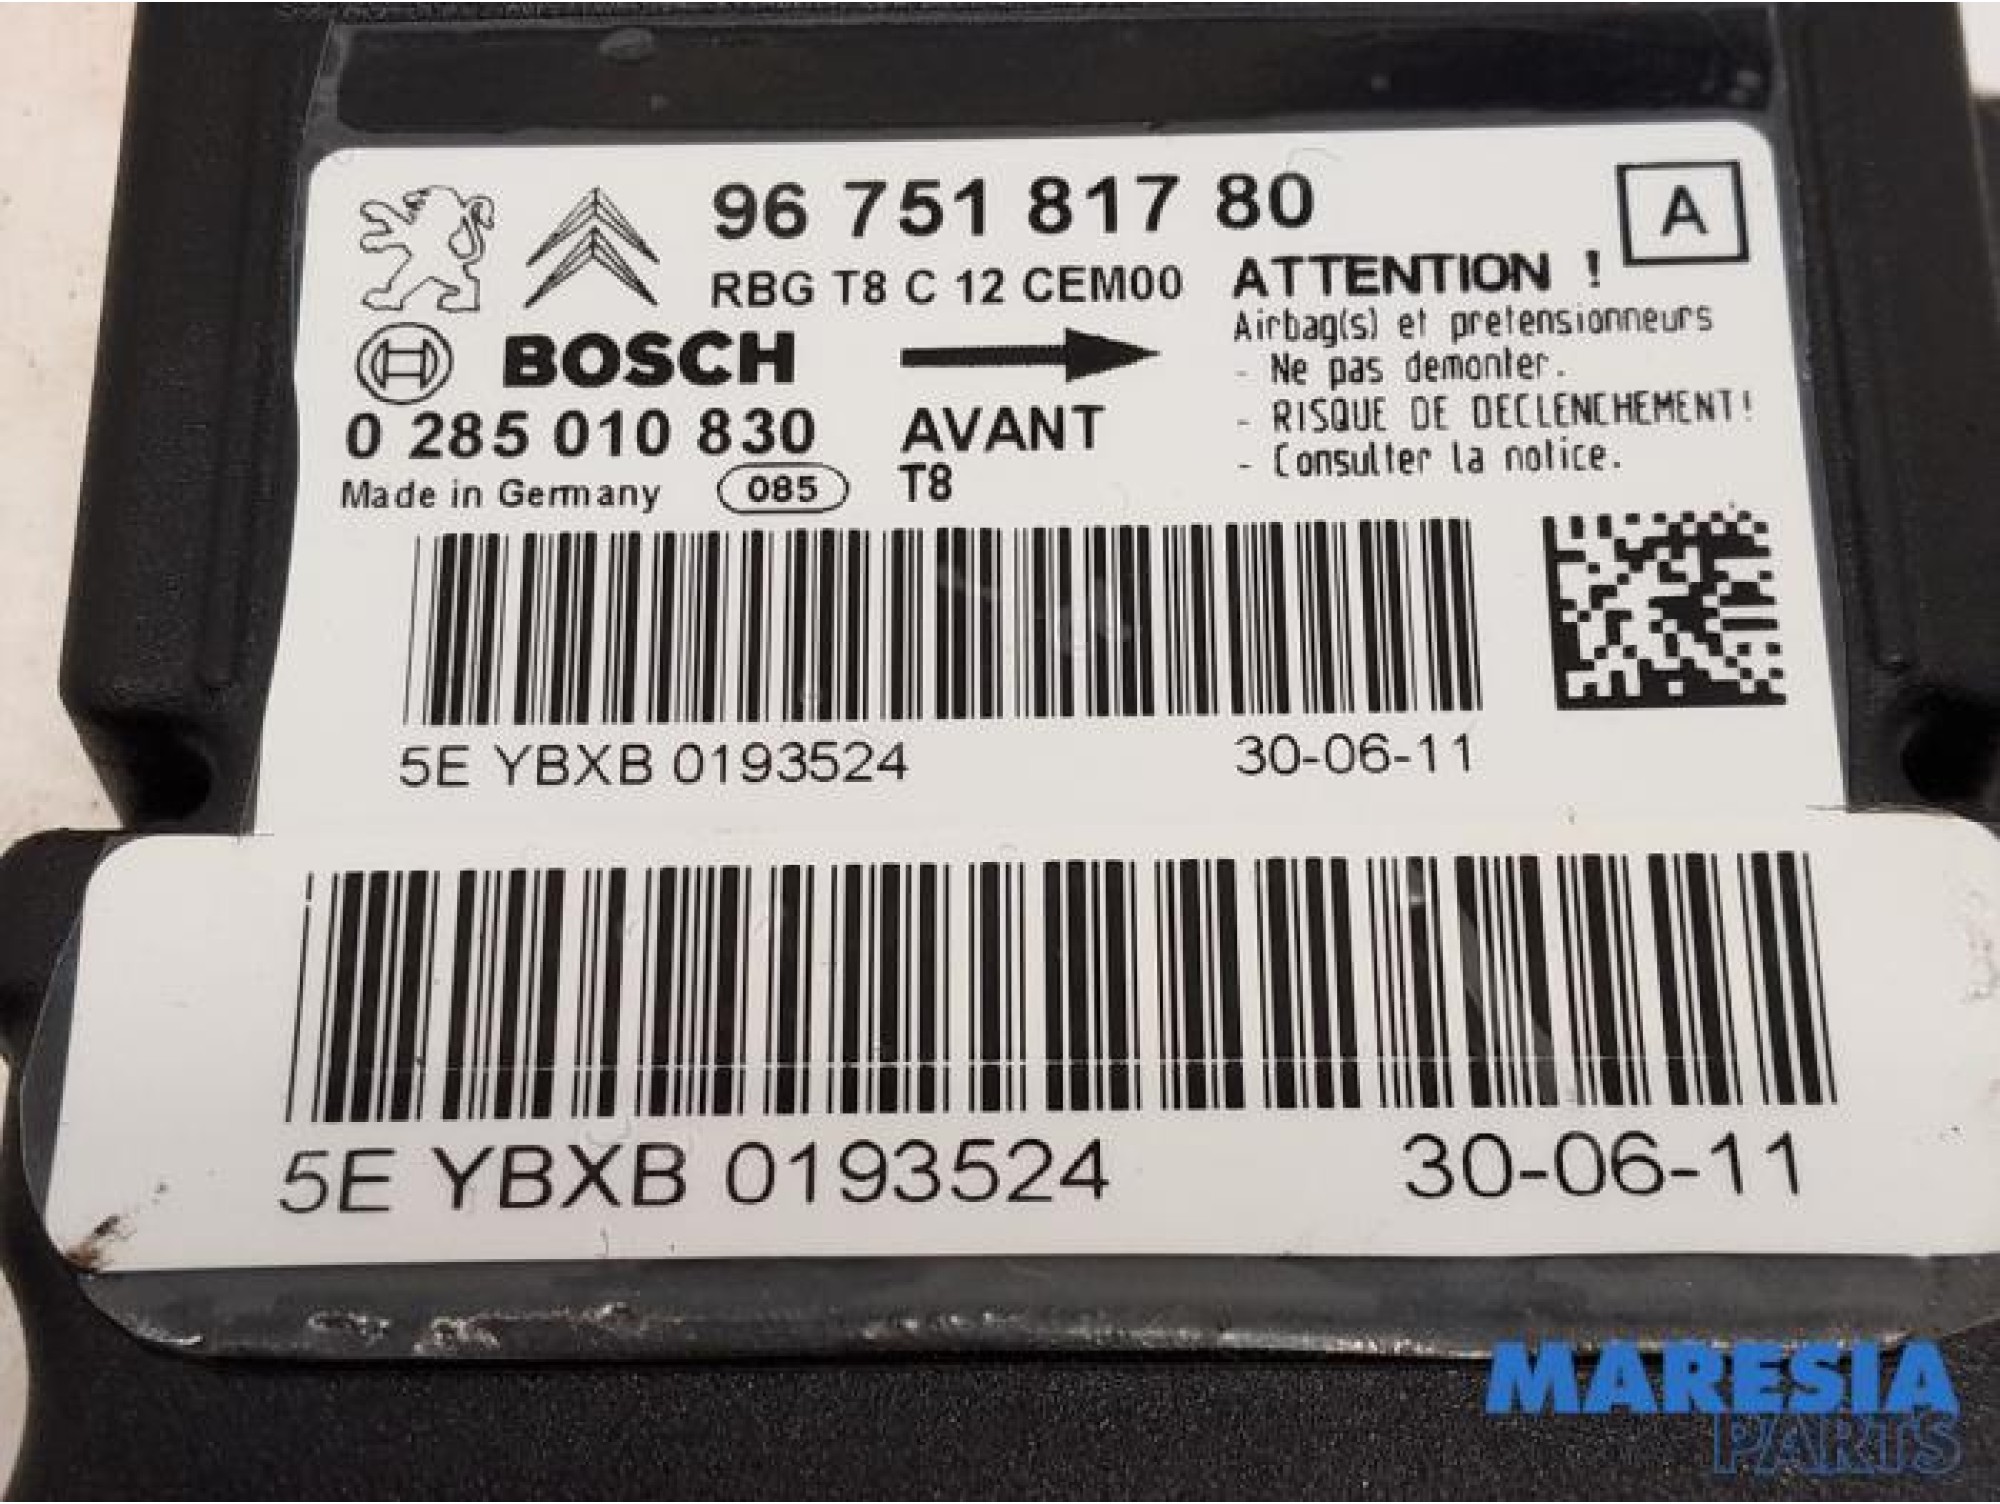 96 751 817 80
A
RBG T8 C 12 CEM00
ATTENTION !
Airbag(s) et pretensionneurs
- Ne pas demonter.
- RISQUE DE DECLENCHEMENT!
- Consulter la notice.
BOSCH
0 285 010 830
AVANT
Made in Germany
085
T8
5E YBXB 0193524 30-06-11
5E YBXB 0193524 30-06-11
MARESIA
PARTS